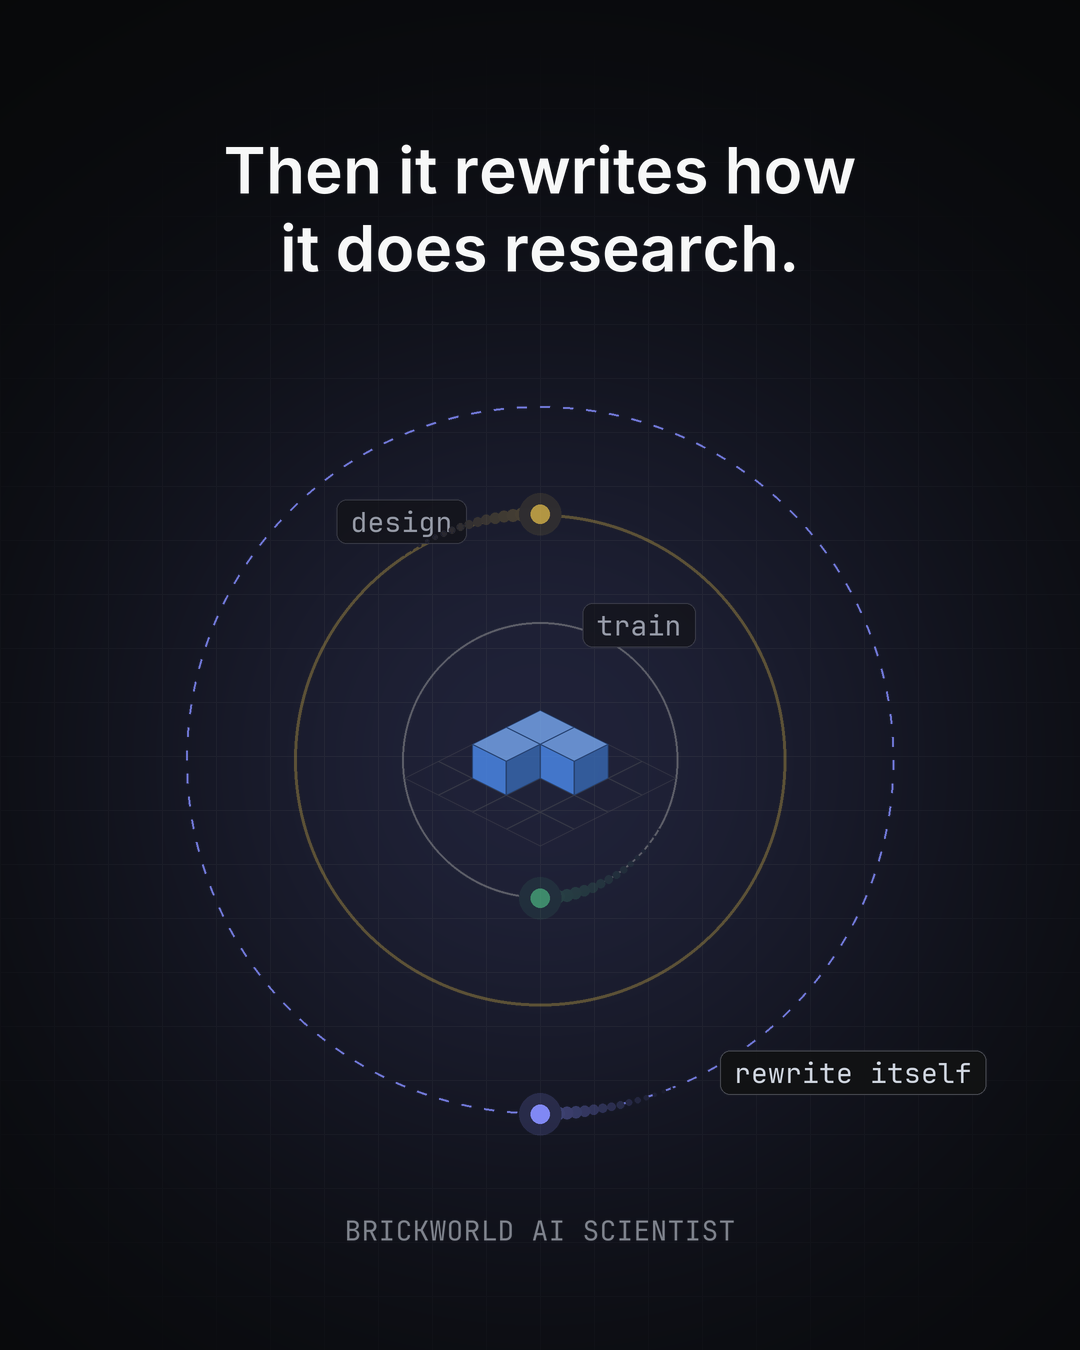 Then it rewrites how
it does research.
design
train
rewrite itself
BRICKWORLD AI SCIENTIST